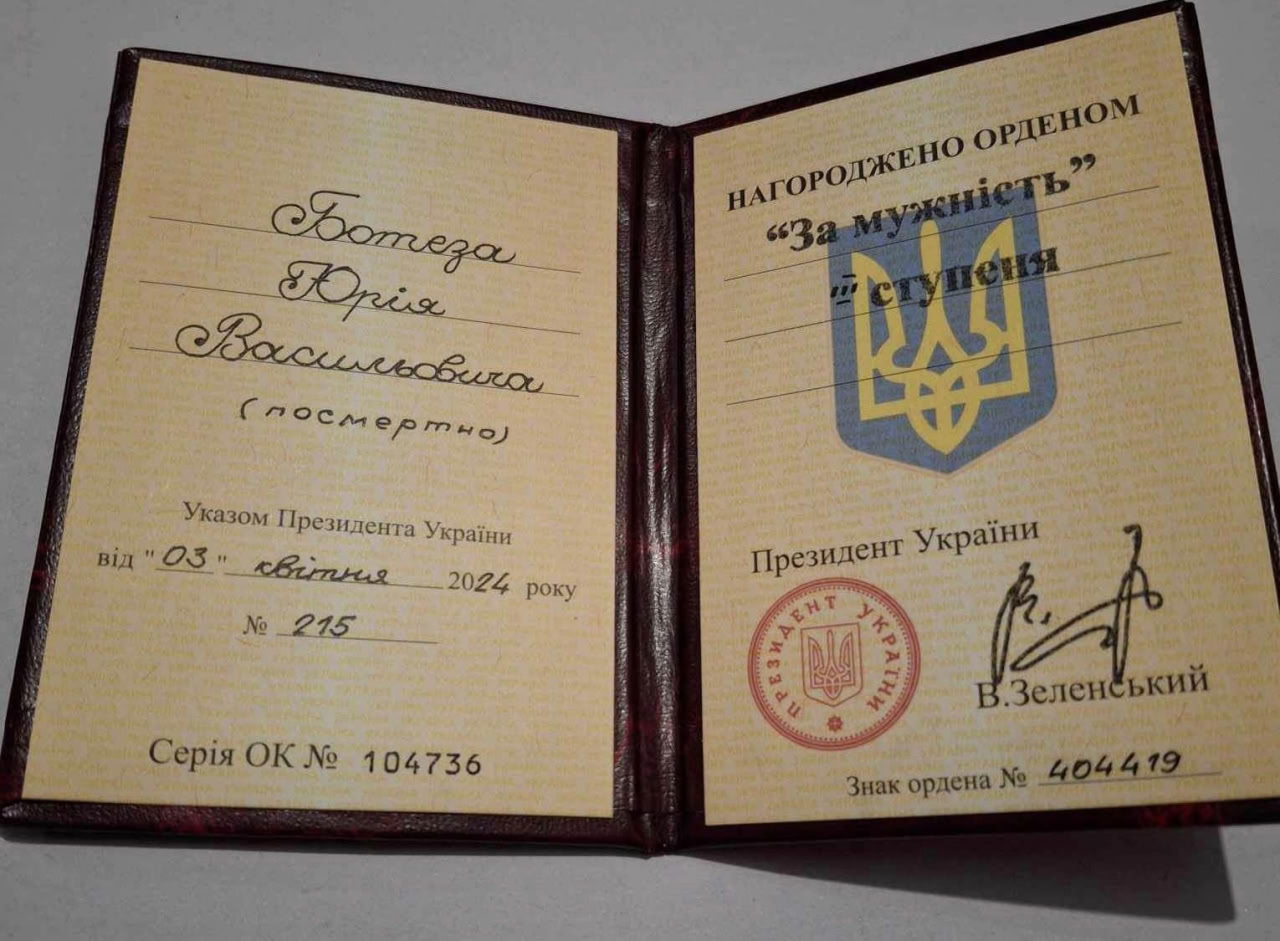 Ботеза
Юрія
Васильовича
(посмертно)
Указом Президента України
від "03" квітня 2024 року
№ 215
Серія ОК № 104736
НАГОРОДЖЕНО ОРДЕНОМ
“За мужність”
III ступеня
Президент України
ПРЕЗИДЕНТ УКРАЇНИ
В.Зеленський
Знак ордена № 404419